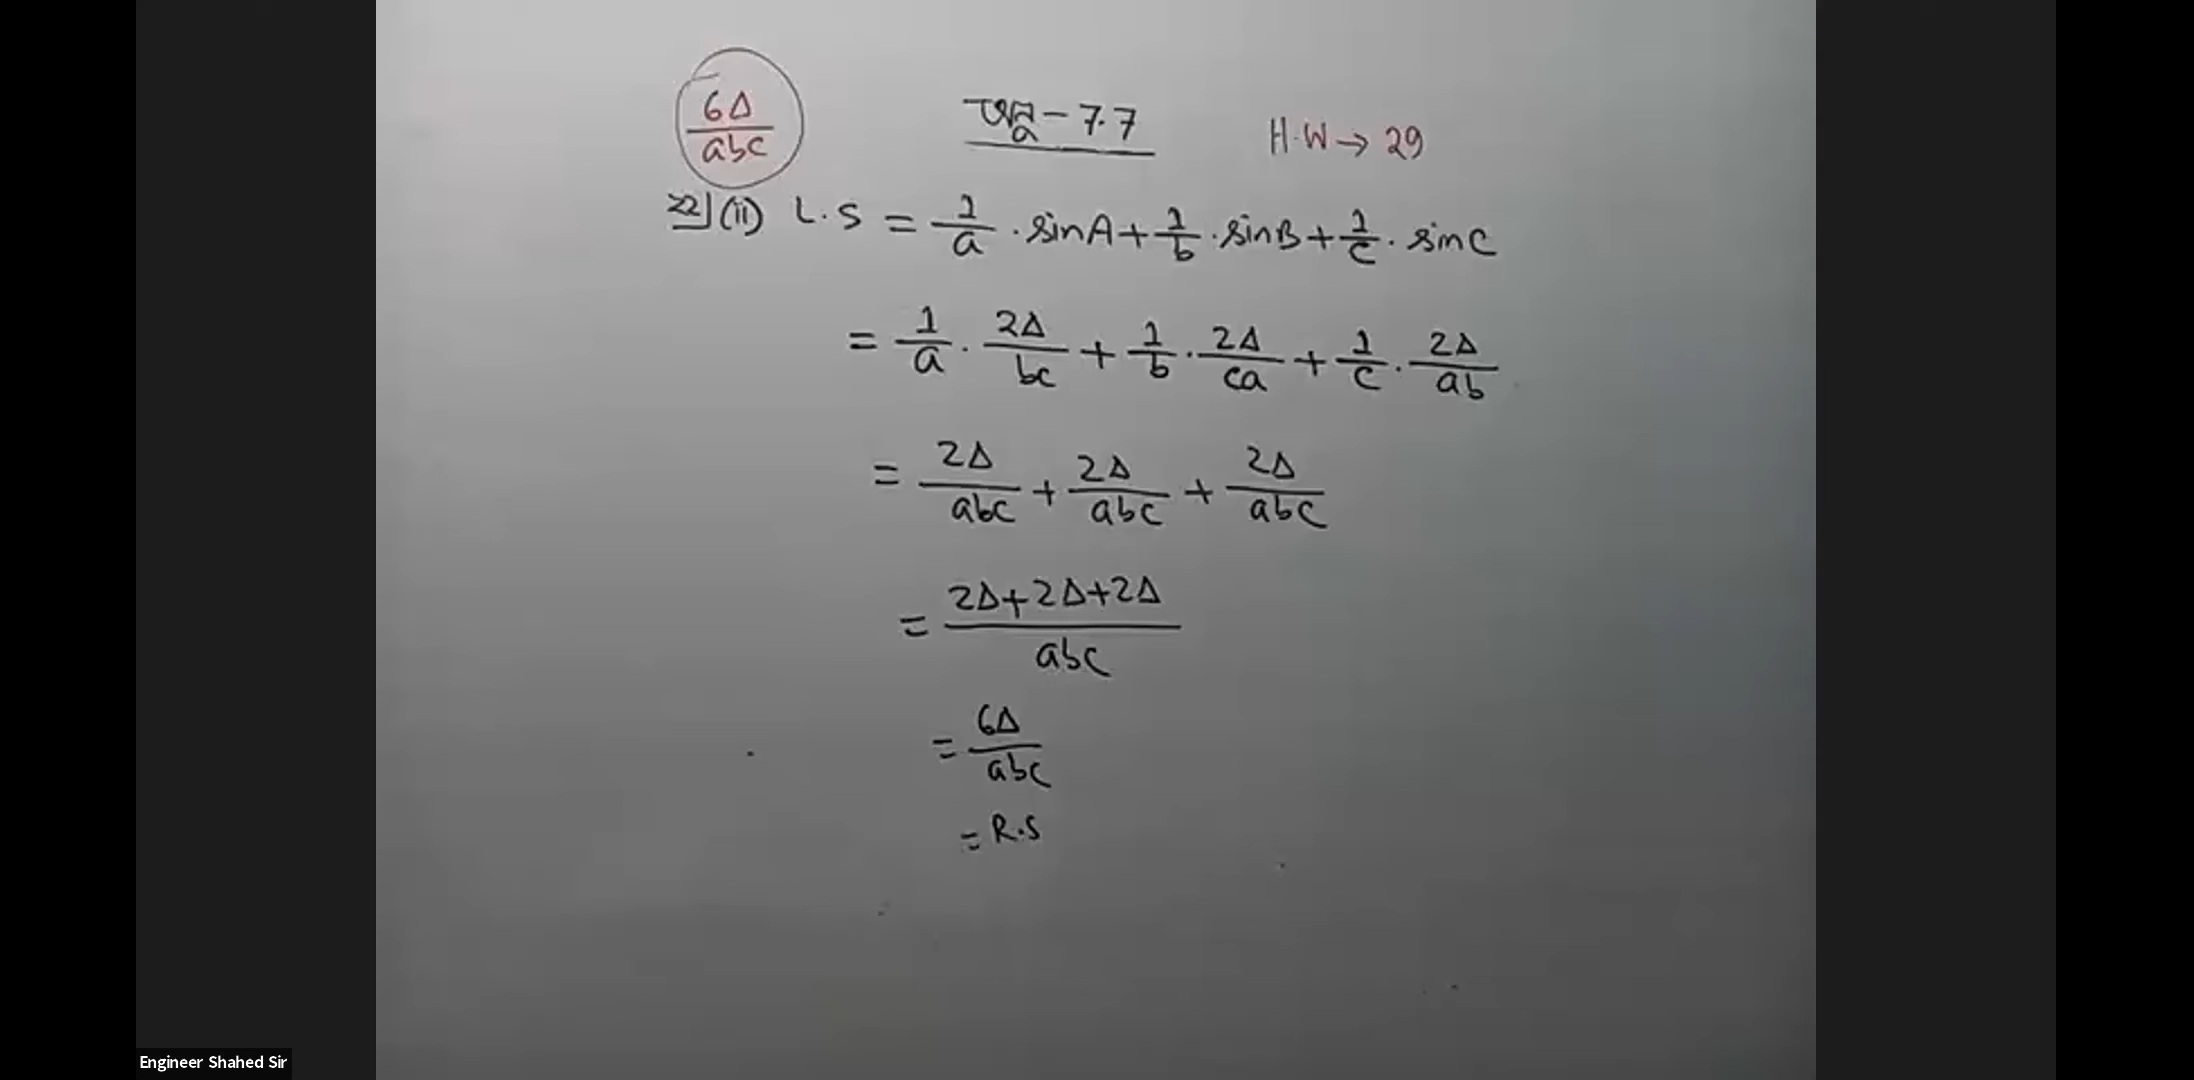 6Δ/abc
অনু - 7.7
H.W → 29
২২|(ii) L.S = 1/a · sinA + 1/b · sinB + 1/c · sinC
= 1/a · 2Δ/bc + 1/b · 2Δ/ca + 1/c · 2Δ/ab
= 2Δ/abc + 2Δ/abc + 2Δ/abc
= 2Δ+2Δ+2Δ/abc
= 6Δ/abc
= R.S
Engineer Shahed Sir